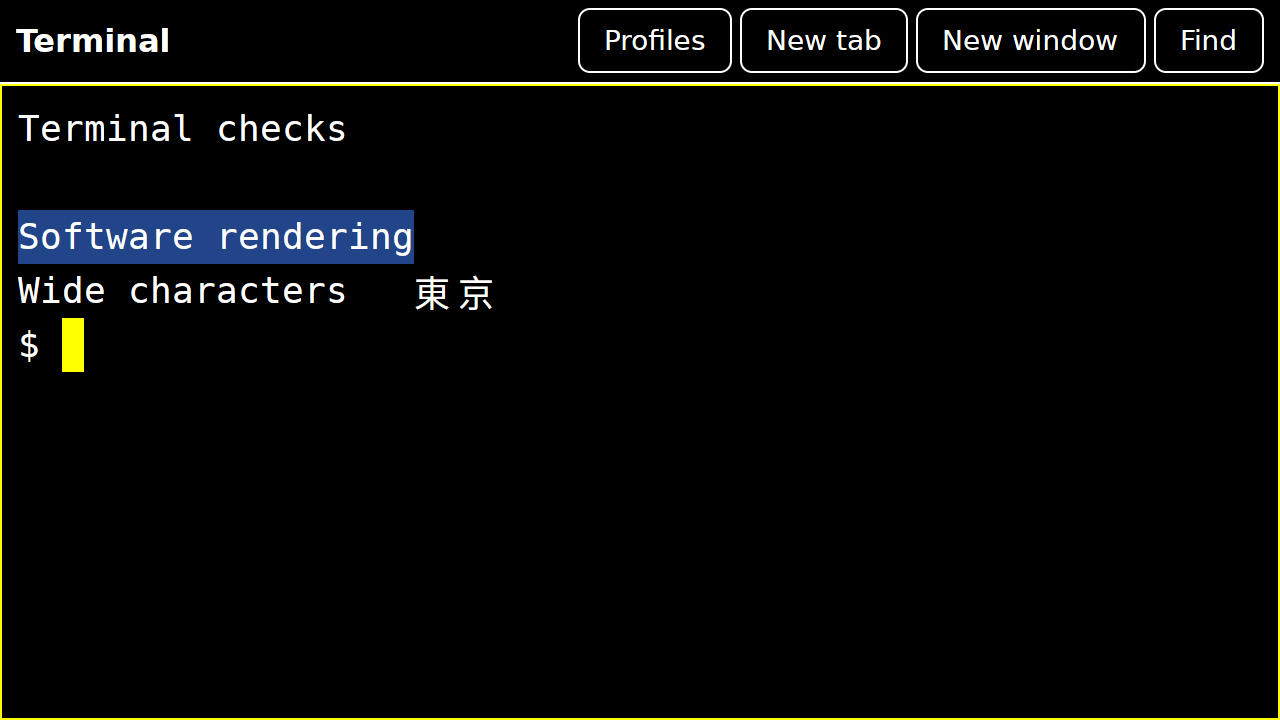 Terminal
Profiles
New tab
New window
Find
Terminal checks
Software rendering
Wide characters 東京
$